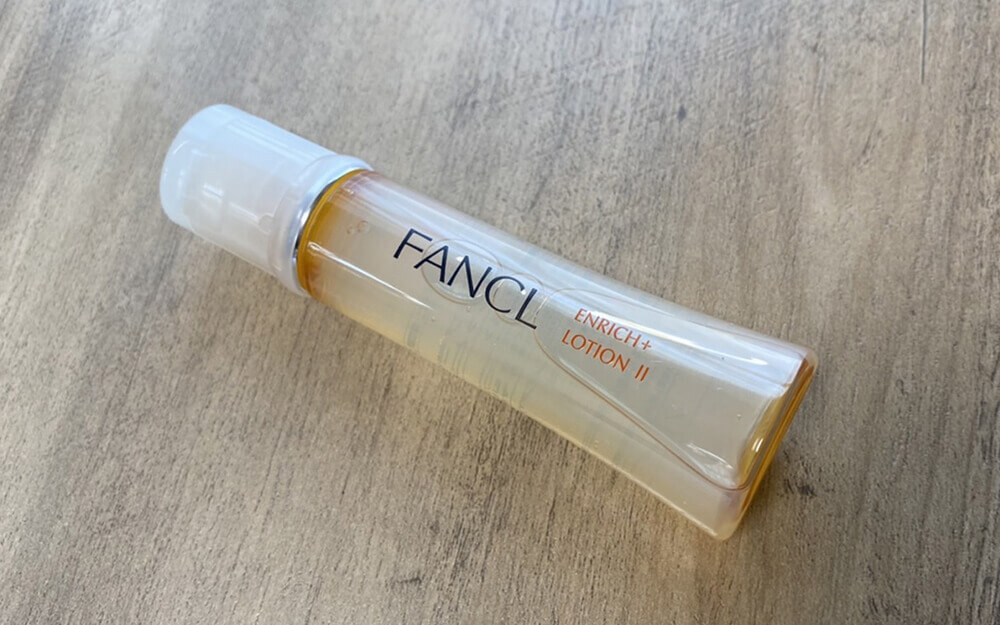 FANCL
ENRICH+
LOTION II